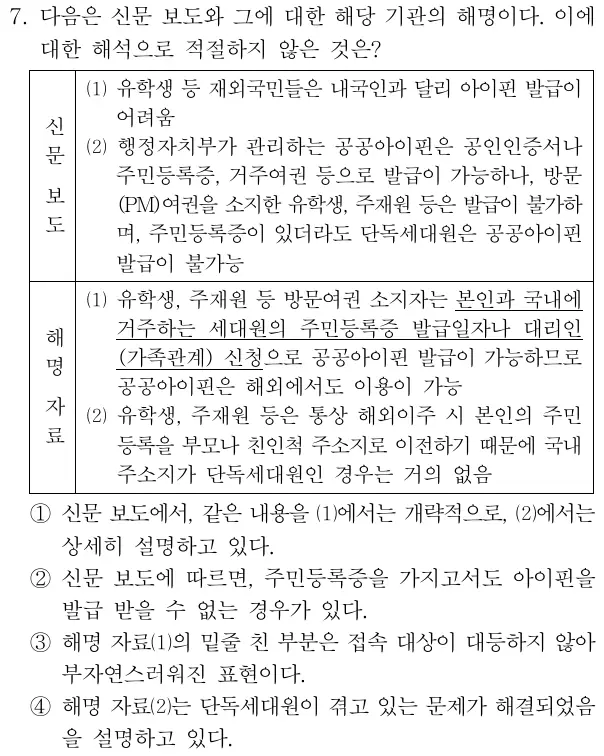 7. 다음은 신문 보도와 그에 대한 해당 기관의 해명이다. 이에
대한 해석으로 적절하지 않은 것은?
신문 보도
(1) 유학생 등 재외국민들은 내국인과 달리 아이핀 발급이
어려움
(2) 행정자치부가 관리하는 공공아이핀은 공인인증서나
주민등록증, 거주여권 등으로 발급이 가능하나, 방문
(PM)여권을 소지한 유학생, 주재원 등은 발급이 불가하
며, 주민등록증이 있더라도 단독세대원은 공공아이핀
발급이 불가능
해명 자료
(1) 유학생, 주재원 등 방문여권 소지자는 본인과 국내에
거주하는 세대원의 주민등록증 발급일자나 대리인
(가족관계) 신청으로 공공아이핀 발급이 가능하므로
공공아이핀은 해외에서도 이용이 가능
(2) 유학생, 주재원 등은 통상 해외이주 시 본인의 주민
등록을 부모나 친인척 주소지로 이전하기 때문에 국내
주소지가 단독세대원인 경우는 거의 없음
① 신문 보도에서, 같은 내용을 (1)에서는 개략적으로, (2)에서는
상세히 설명하고 있다.
② 신문 보도에 따르면, 주민등록증을 가지고서도 아이핀을
발급 받을 수 없는 경우가 있다.
③ 해명 자료(1)의 밑줄 친 부분은 접속 대상이 대등하지 않아
부자연스러워진 표현이다.
④ 해명 자료(2)는 단독세대원이 겪고 있는 문제가 해결되었음
을 설명하고 있다.